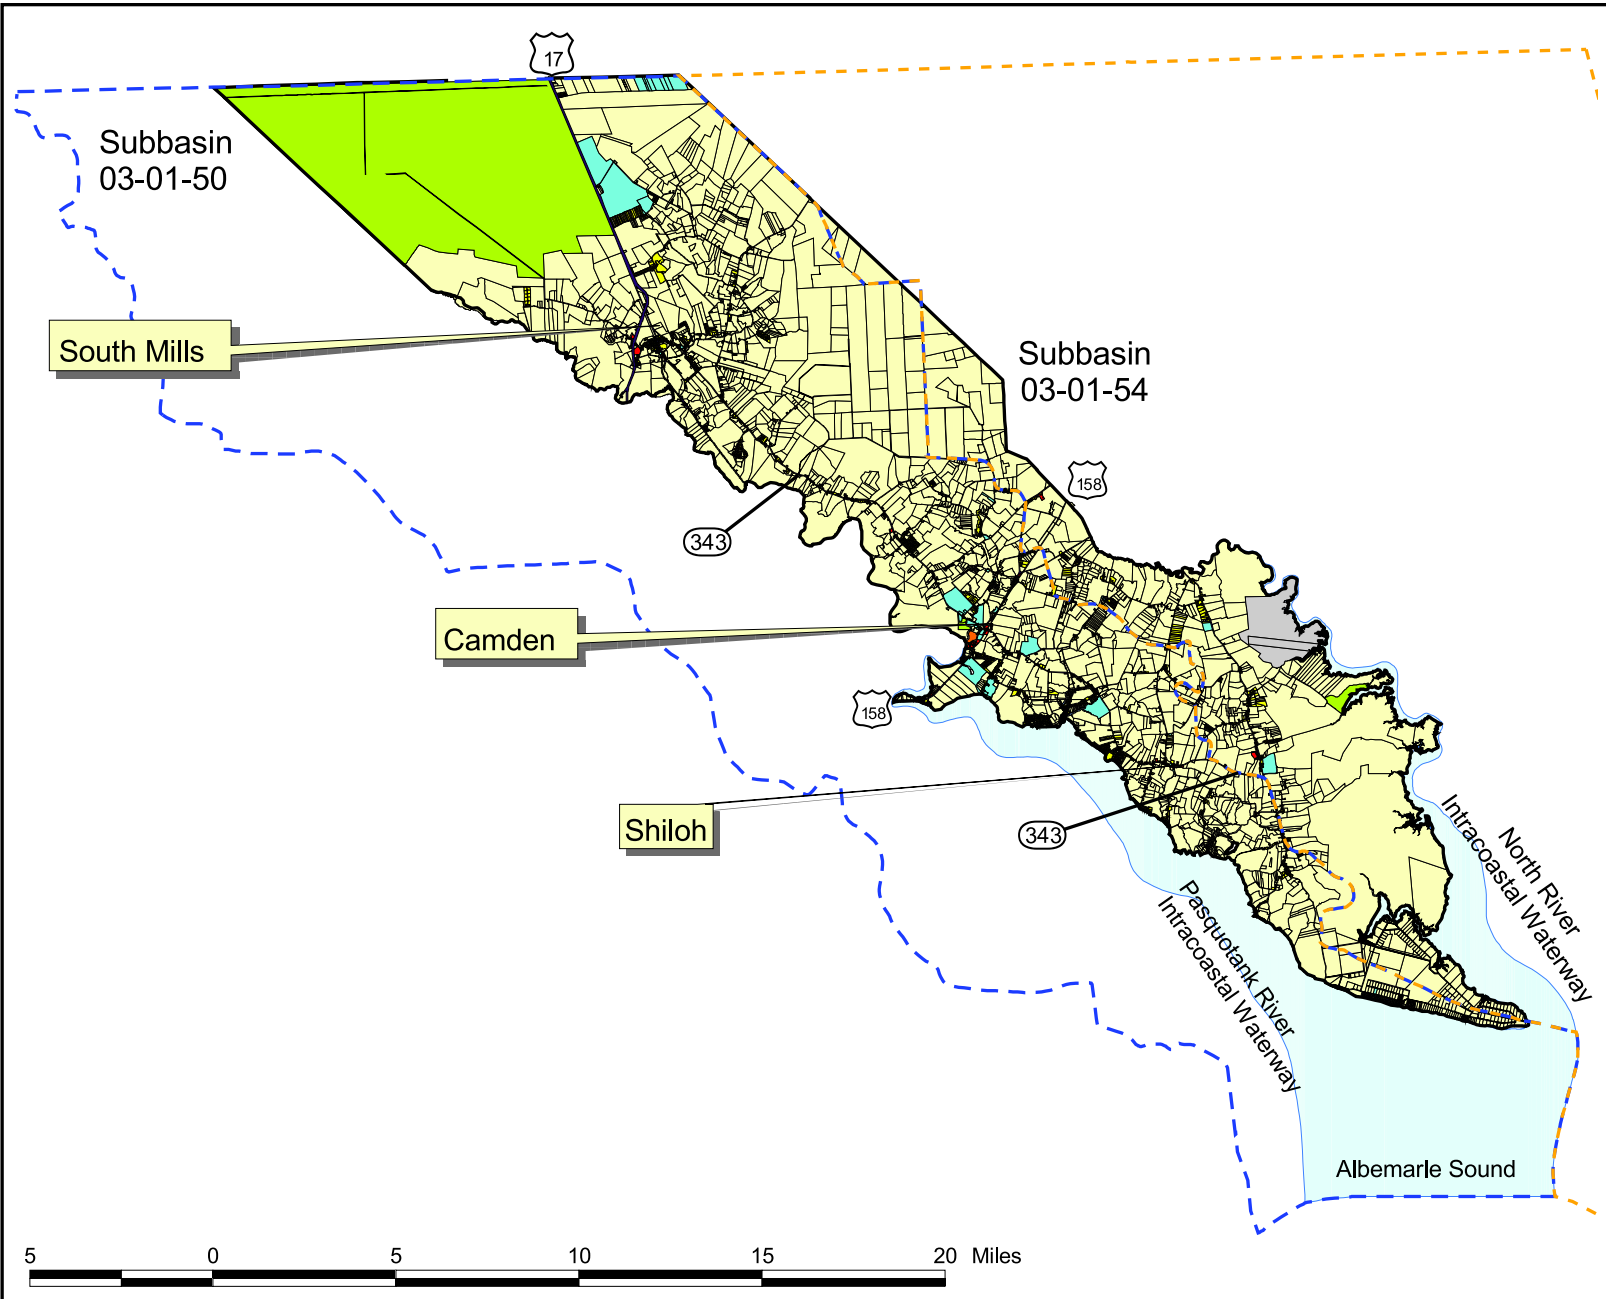 17
Subbasin
03-01-50
South Mills
Subbasin
03-01-54
158
343
Camden
158
Shiloh
343
North River
Intracoastal Waterway
Pasquotank River
Intracoastal Waterway
Albemarle Sound
5 0 5 10 15 20 Miles